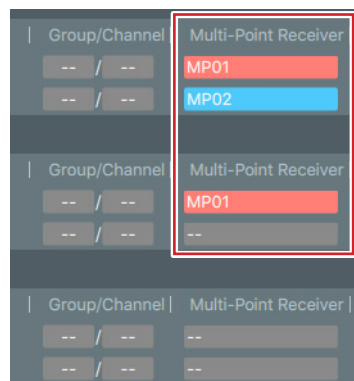 | Group/Channel | Multi-Point Receiver
-- / -- MP01
-- / -- MP02
| Group/Channel | Multi-Point Receiver
-- / -- MP01
-- / -- --
| Group/Channel | Multi-Point Receiver |
-- / -- --
-- / -- --